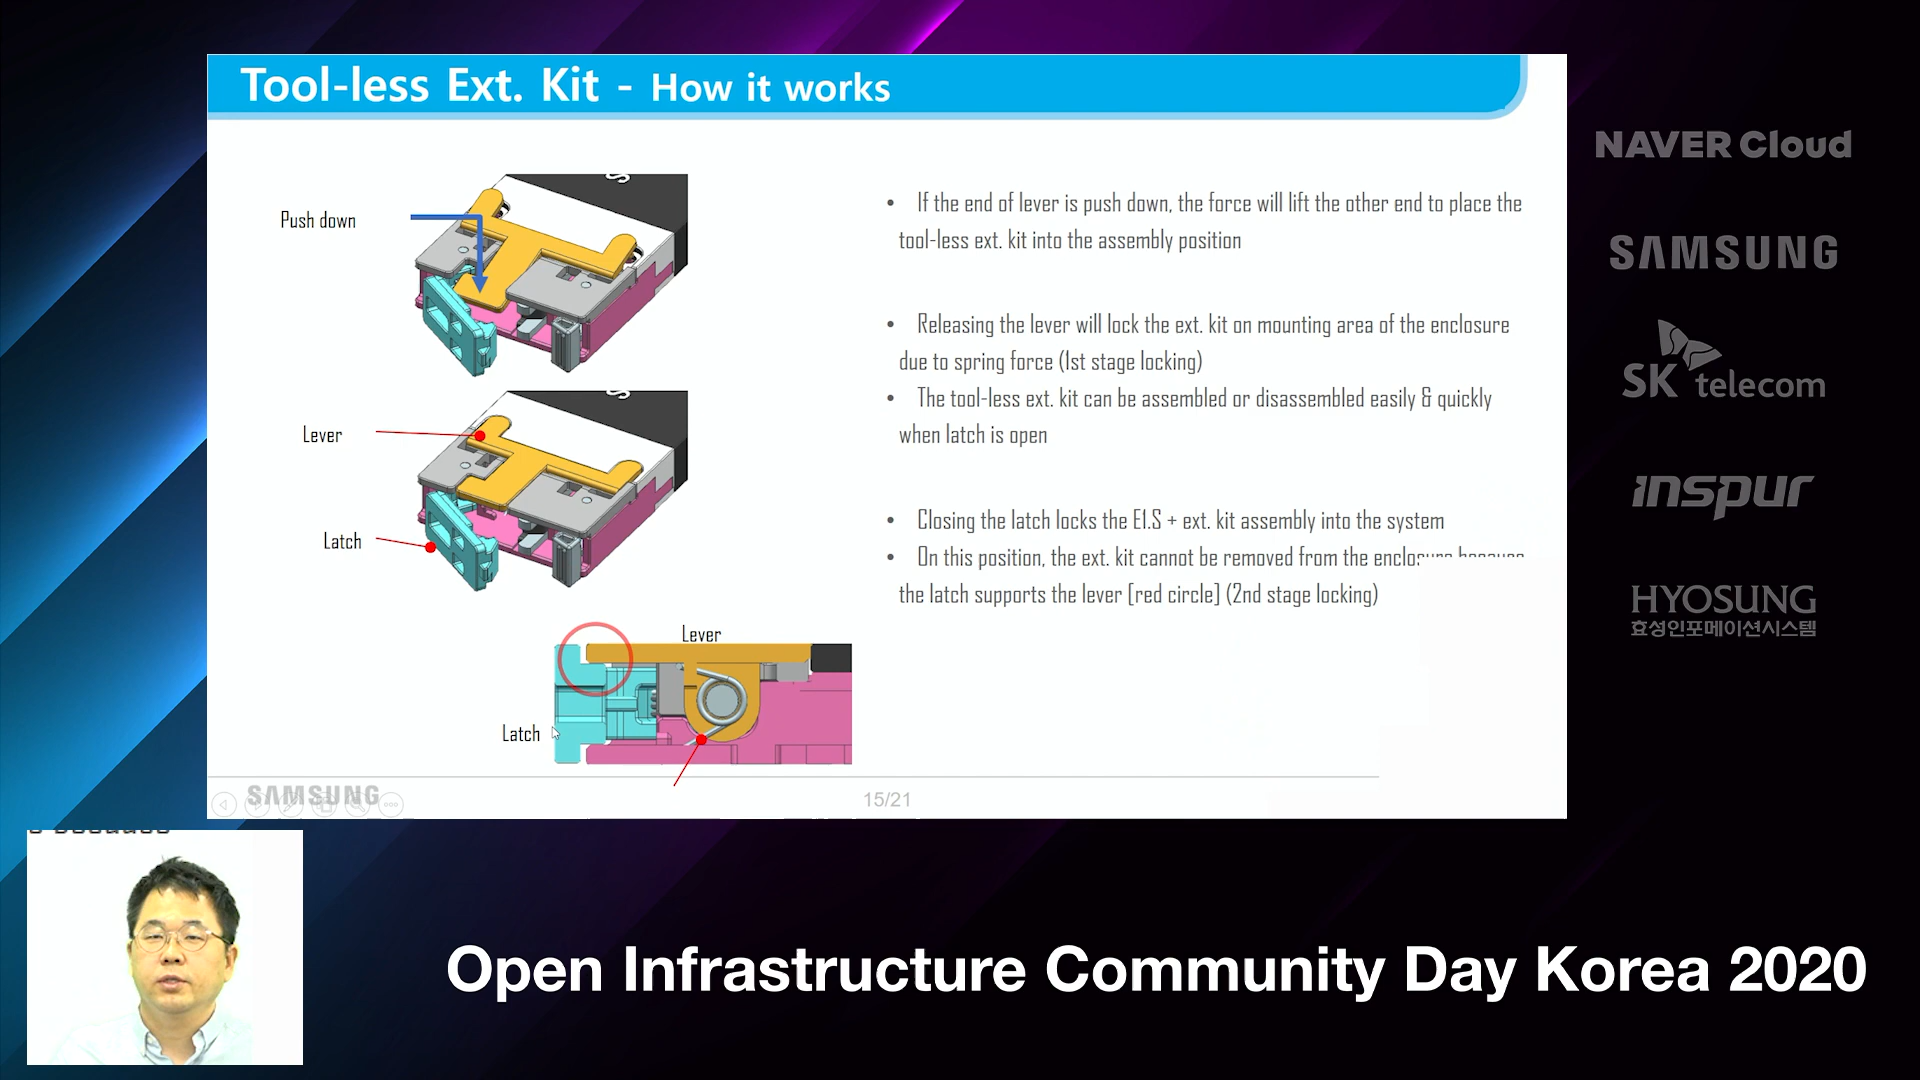 Tool-less Ext. Kit - How it works
Push down
Lever
Latch
• If the end of lever is push down, the force will lift the other end to place the
tool-less ext. kit into the assembly position
• Releasing the lever will lock the ext. kit on mounting area of the enclosure
due to spring force (1st stage locking)
• The tool-less ext. kit can be assembled or disassembled easily & quickly
when latch is open
• Closing the latch locks the E1.S + ext. kit assembly into the system
• On this position, the ext. kit cannot be removed from the enclosure because
the latch supports the lever [red circle] (2nd stage locking)
Lever
Latch
SAMSUNG
15/21
NAVER Cloud
SAMSUNG
SK telecom
inspur
HYOSUNG
효성인포메이션시스템
Open Infrastructure Community Day Korea 2020